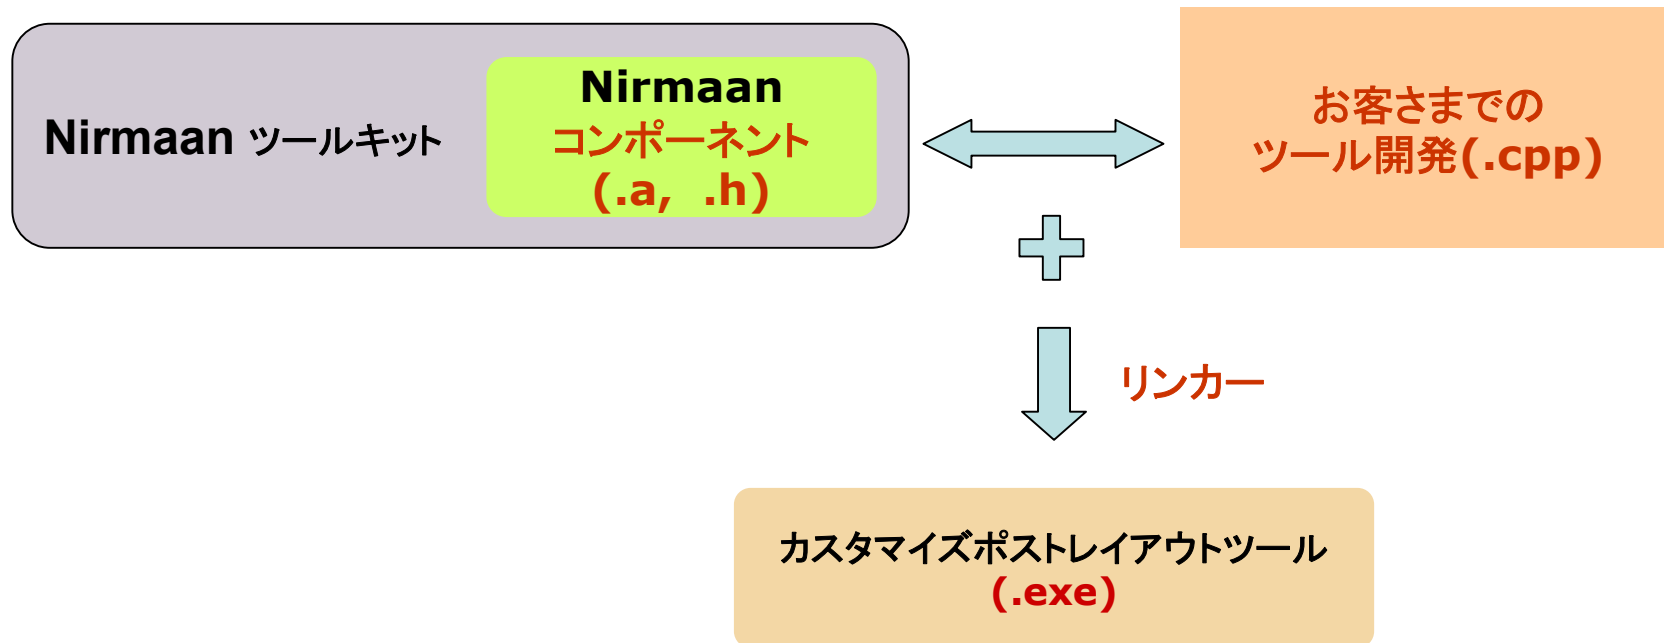 Nirmaan ツールキット
Nirmaan
コンポーネント
(.a, .h)
お客さまでの
ツール開発(.cpp)
リンカー
カスタマイズポストレイアウトツール
(.exe)